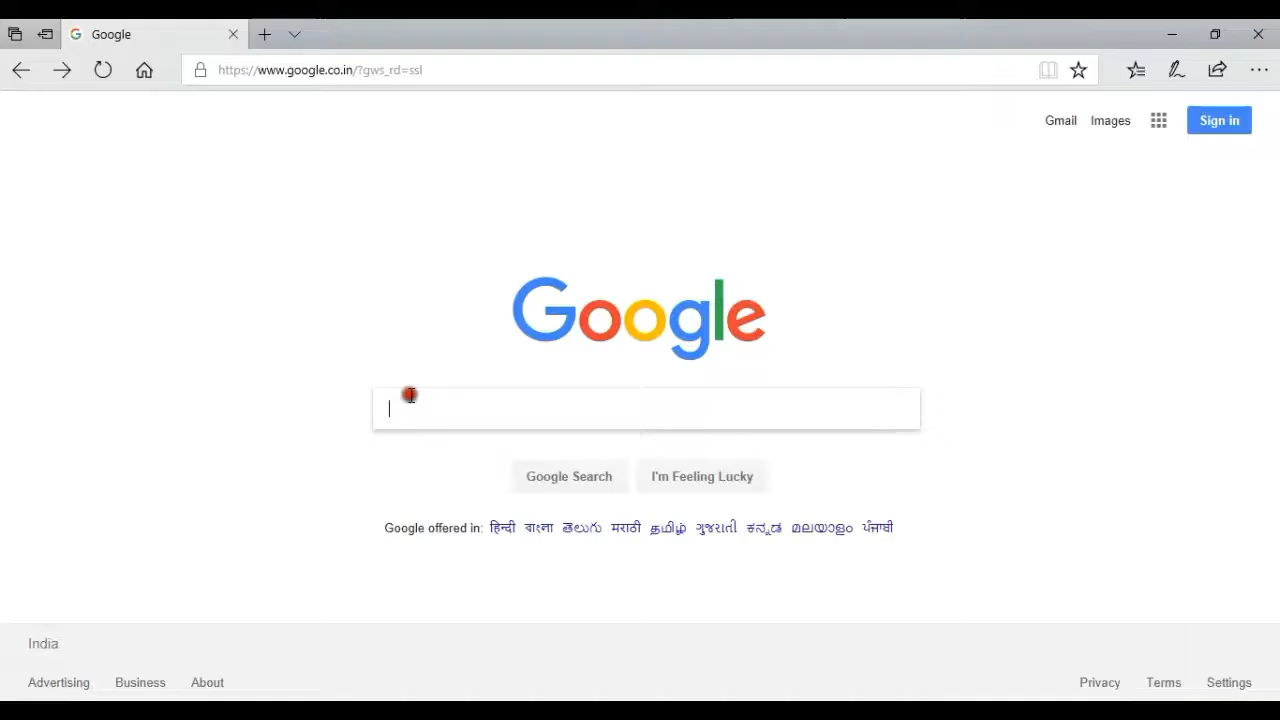 Google
https://www.google.co.in/?gws_rd=ssl
Gmail Images Sign in
Google
Google Search I'm Feeling Lucky
Google offered in: हिन्दी বাংলা తెలుగు मराठी தமிழ் ગુજરાતી ಕನ್ನಡ മലയാളം ਪੰਜਾਬੀ
India
Advertising Business About Privacy Terms Settings